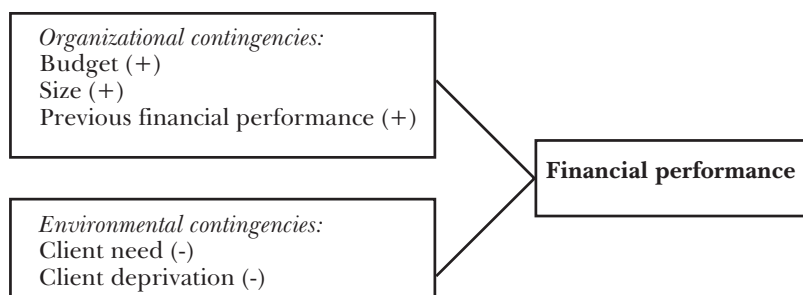 Organizational contingencies:
Budget (+)
Size (+)
Previous financial performance (+)
Financial performance
Environmental contingencies:
Client need (-)
Client deprivation (-)